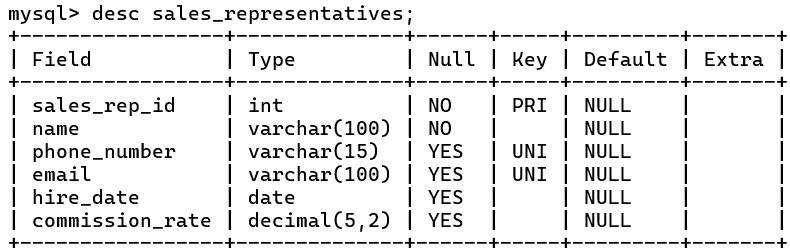 mysql> desc sales_representatives;
+-----------------+--------------+------+-----+---------+-------+
| Field           | Type         | Null | Key | Default | Extra |
+-----------------+--------------+------+-----+---------+-------+
| sales_rep_id    | int          | NO   | PRI | NULL    |       |
| name            | varchar(100) | NO   |     | NULL    |       |
| phone_number    | varchar(15)  | YES  | UNI | NULL    |       |
| email           | varchar(100) | YES  | UNI | NULL    |       |
| hire_date       | date         | YES  |     | NULL    |       |
| commission_rate | decimal(5,2) | YES  |     | NULL    |       |
+-----------------+--------------+------+-----+---------+-------+